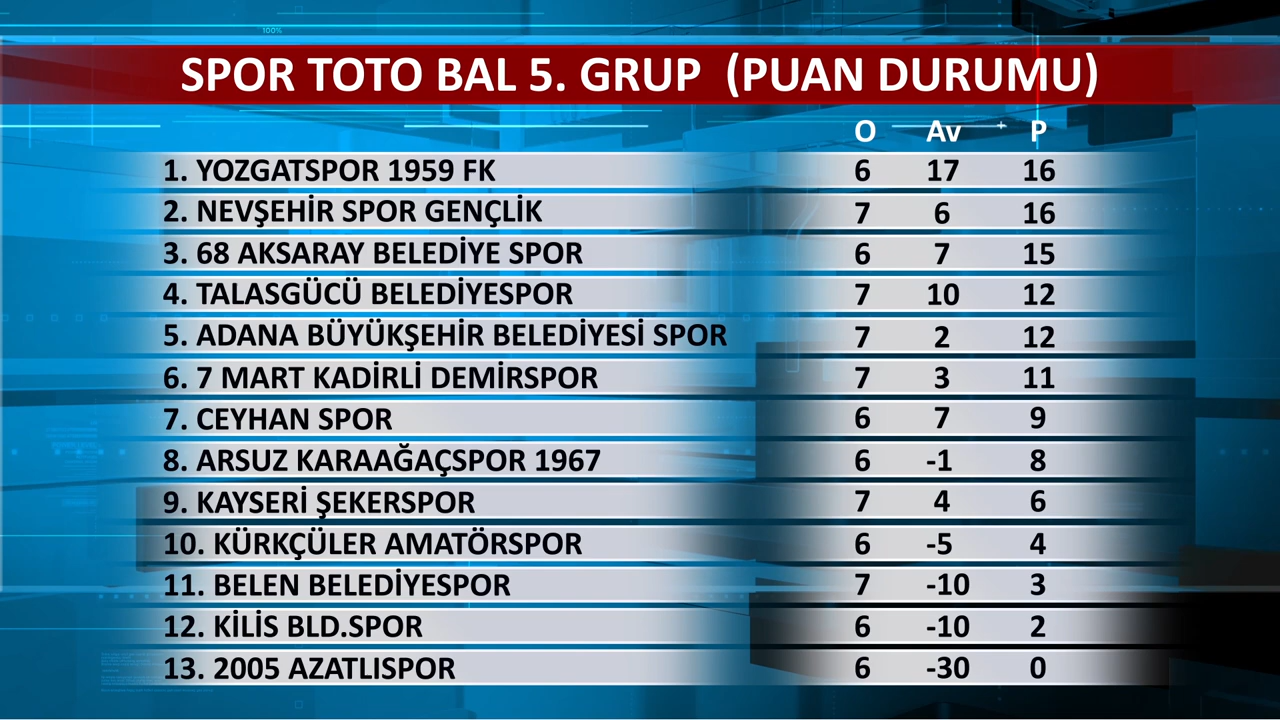 100%
SPOR TOTO BAL 5. GRUP (PUAN DURUMU)
O Av P
1. YOZGATSPOR 1959 FK 6 17 16
2. NEVŞEHİR SPOR GENÇLİK 7 6 16
3. 68 AKSARAY BELEDİYE SPOR 6 7 15
4. TALASGÜCÜ BELEDİYESPOR 7 10 12
5. ADANA BÜYÜKŞEHİR BELEDİYESİ SPOR 7 2 12
6. 7 MART KADİRLİ DEMİRSPOR 7 3 11
7. CEYHAN SPOR 6 7 9
8. ARSUZ KARAAĞAÇSPOR 1967 6 -1 8
9. KAYSERİ ŞEKERSPOR 7 4 6
10. KÜRKÇÜLER AMATÖRSPOR 6 -5 4
11. BELEN BELEDİYESPOR 7 -10 3
12. KİLİS BLD.SPOR 6 -10 2
13. 2005 AZATLISPOR 6 -30 0